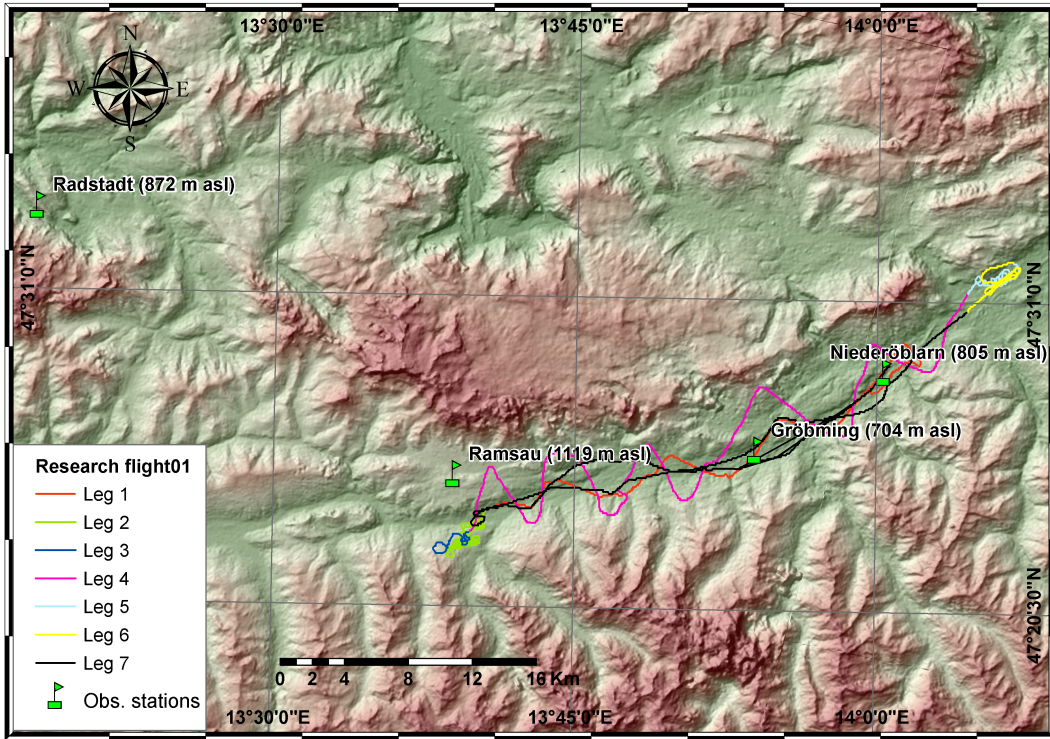 13°30'0"E
13°45'0"E
14°0'0"E
N
W
E
S
Radstadt (872 m asl)
47°31'0"N
47°31'0"N
Niederöblarn (805 m asl)
Gröbming (704 m asl)
Ramsau (1119 m asl)
Research flight01
Leg 1
Leg 2
Leg 3
Leg 4
Leg 5
Leg 6
Leg 7
Obs. stations
47°20'30"N
0 2 4 8 12 16 Km
13°30'0"E
13°45'0"E
14°0'0"E